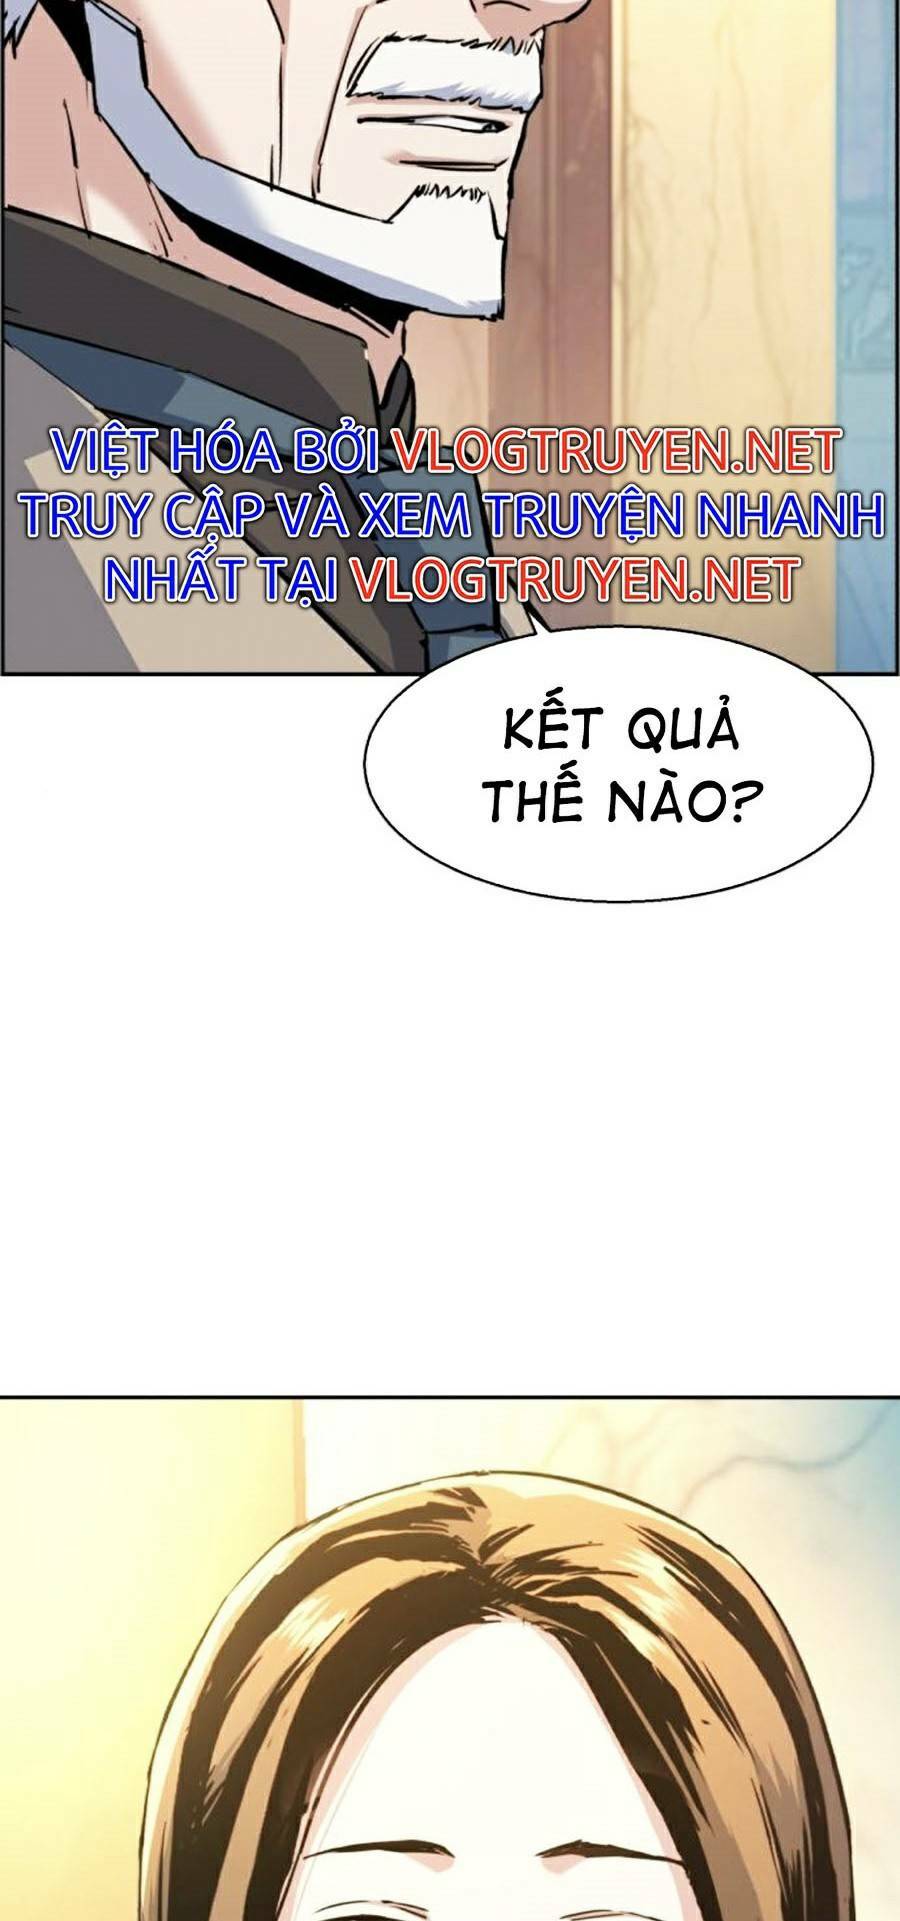 VIỆT HÓA BỞI VLOGTRUYEN.NET
TRUY CẬP VÀ XEM TRUYỆN NHANH
NHẤT TẠI VLOGTRUYEN.NET
KẾT QUẢ
THẾ NÀO?